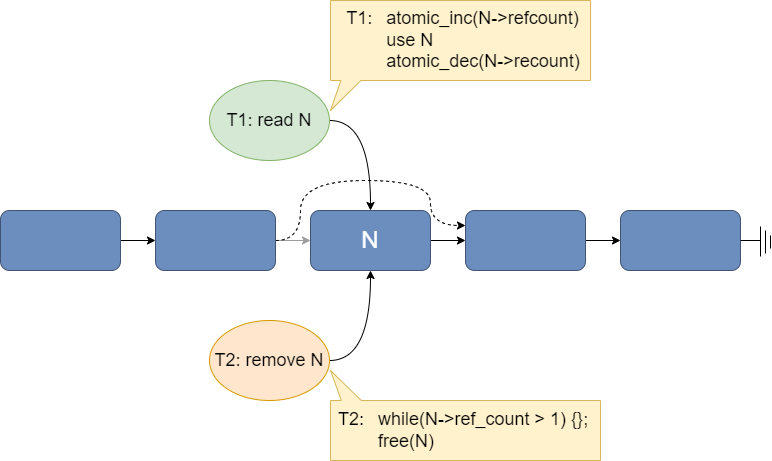 T1: atomic_inc(N->refcount)
use N
atomic_dec(N->recount)
T1: read N
N
T2: remove N
T2: while(N->ref_count > 1) {};
free(N)